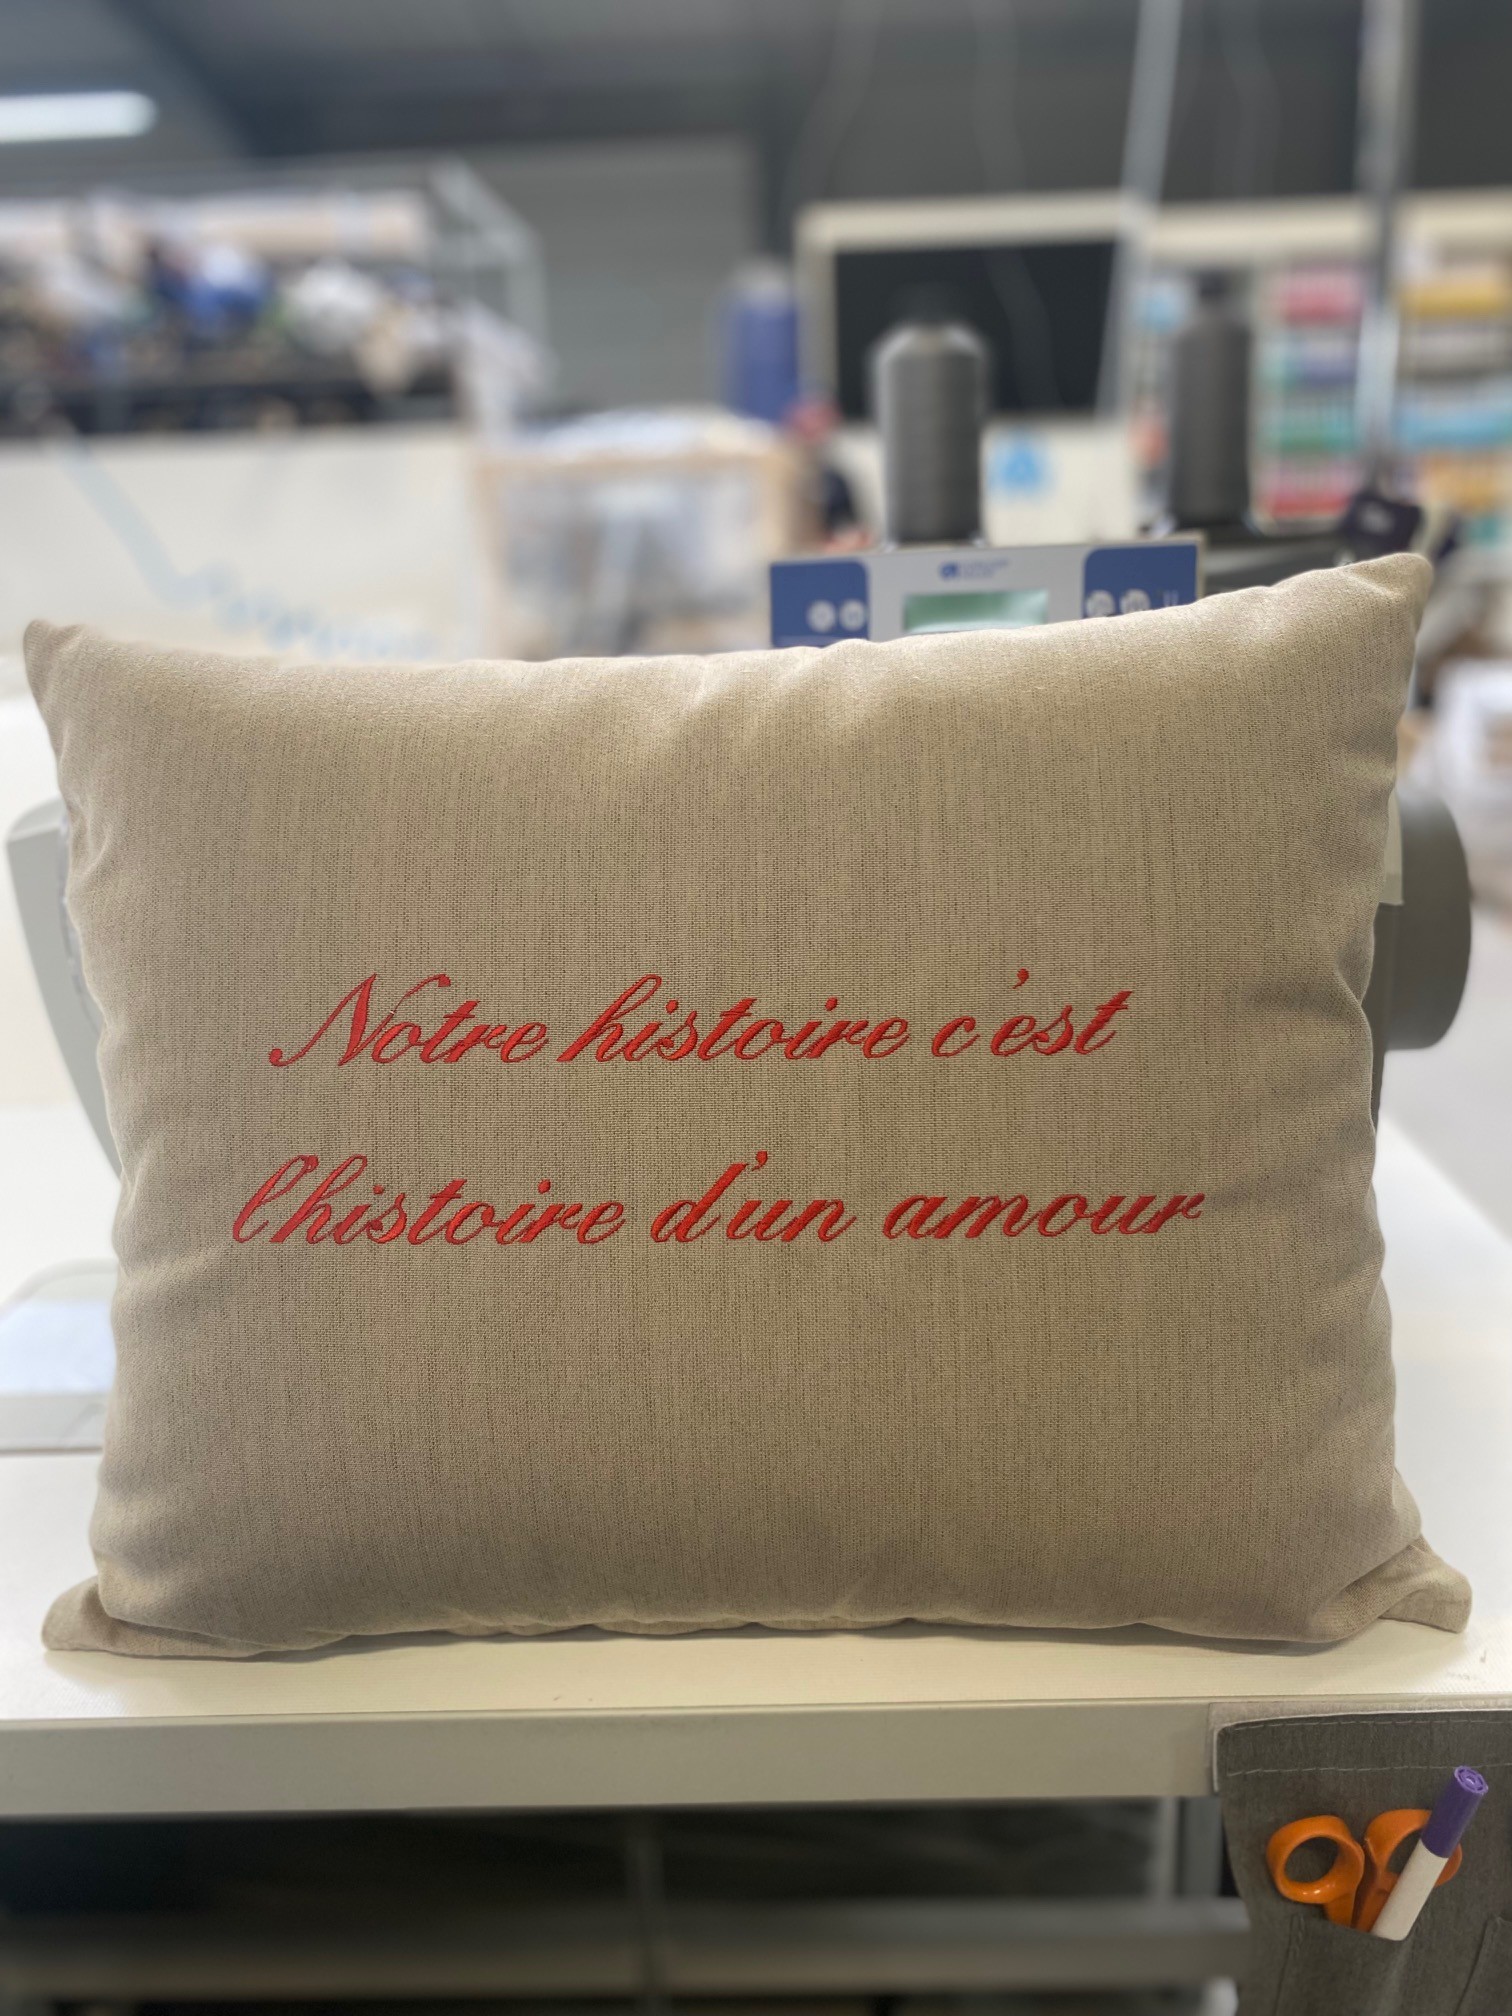 Notre histoire c'est
l'histoire d'un amour